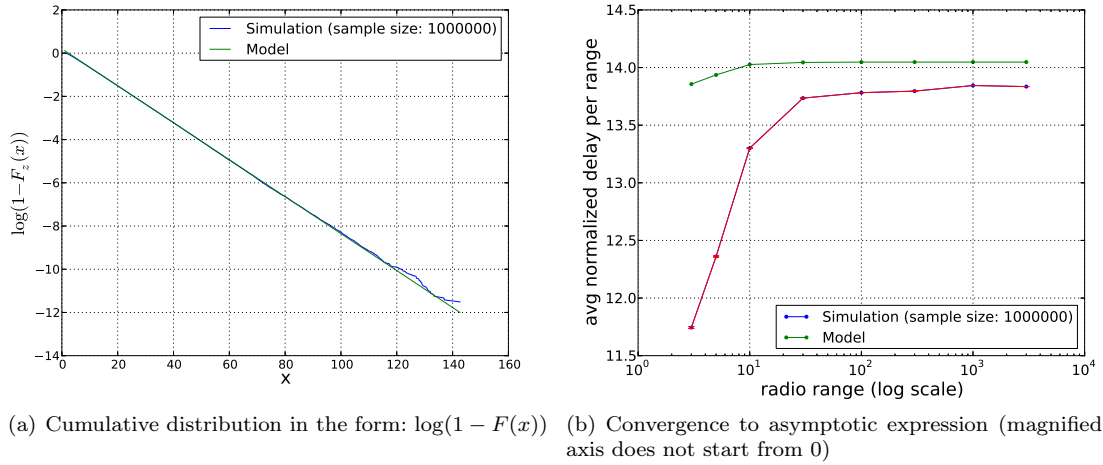 2
0
−2
−4
−6
−8
−10
−12
−14
0 20 40 60 80 100 120 140 160
x
log(1−F_z(x))
Simulation (sample size: 1000000)
Model
14.5
14.0
13.5
13.0
12.5
12.0
11.5
10^0 10^1 10^2 10^3 10^4
radio range (log scale)
avg normalized delay per range
Simulation (sample size: 1000000)
Model
(a) Cumulative distribution in the form: log(1 − F(x))
(b) Convergence to asymptotic expression (magnified
axis does not start from 0)